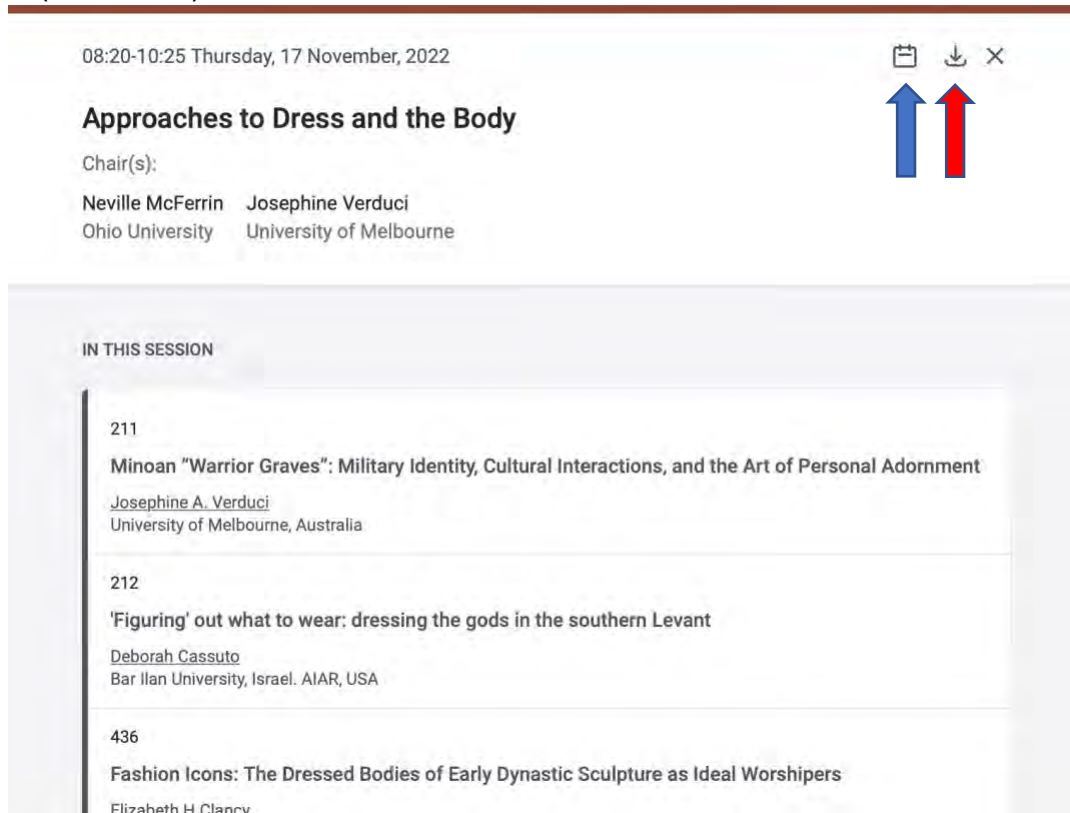 08:20-10:25 Thursday, 17 November, 2022
Approaches to Dress and the Body
Chair(s):
Neville McFerrin Josephine Verduci
Ohio University University of Melbourne
IN THIS SESSION
211
Minoan "Warrior Graves": Military Identity, Cultural Interactions, and the Art of Personal Adornment
Josephine A. Verduci
University of Melbourne, Australia
212
'Figuring' out what to wear: dressing the gods in the southern Levant
Deborah Cassuto
Bar Ilan University, Israel. AIAR, USA
436
Fashion Icons: The Dressed Bodies of Early Dynastic Sculpture as Ideal Worshipers
Elizabeth H Clancy